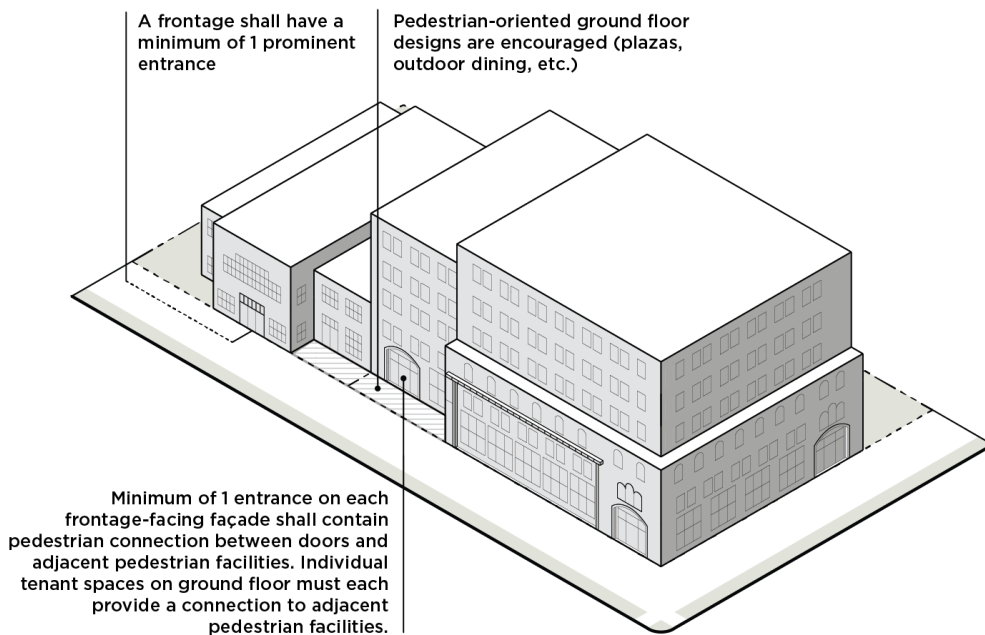 A frontage shall have a
minimum of 1 prominent
entrance
Pedestrian-oriented ground floor
designs are encouraged (plazas,
outdoor dining, etc.)
Minimum of 1 entrance on each
frontage-facing façade shall contain
pedestrian connection between doors and
adjacent pedestrian facilities. Individual
tenant spaces on ground floor must each
provide a connection to adjacent
pedestrian facilities.